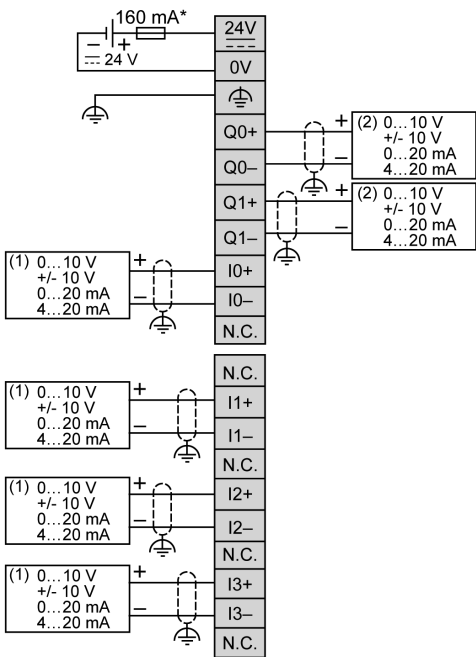 160 mA*
– +
⎓ 24 V
24V
⎓
0V
Q0+
Q0–
Q1+
Q1–
I0+
I0–
N.C.
+
–
(2) 0...10 V
+/- 10 V
0...20 mA
4...20 mA
+
–
(2) 0...10 V
+/- 10 V
0...20 mA
4...20 mA
(1) 0...10 V
+/- 10 V
0...20 mA
4...20 mA
+
–
N.C.
I1+
I1–
N.C.
I2+
I2–
N.C.
I3+
I3–
N.C.
(1) 0...10 V
+/- 10 V
0...20 mA
4...20 mA
+
–
(1) 0...10 V
+/- 10 V
0...20 mA
4...20 mA
+
–
(1) 0...10 V
+/- 10 V
0...20 mA
4...20 mA
+
–